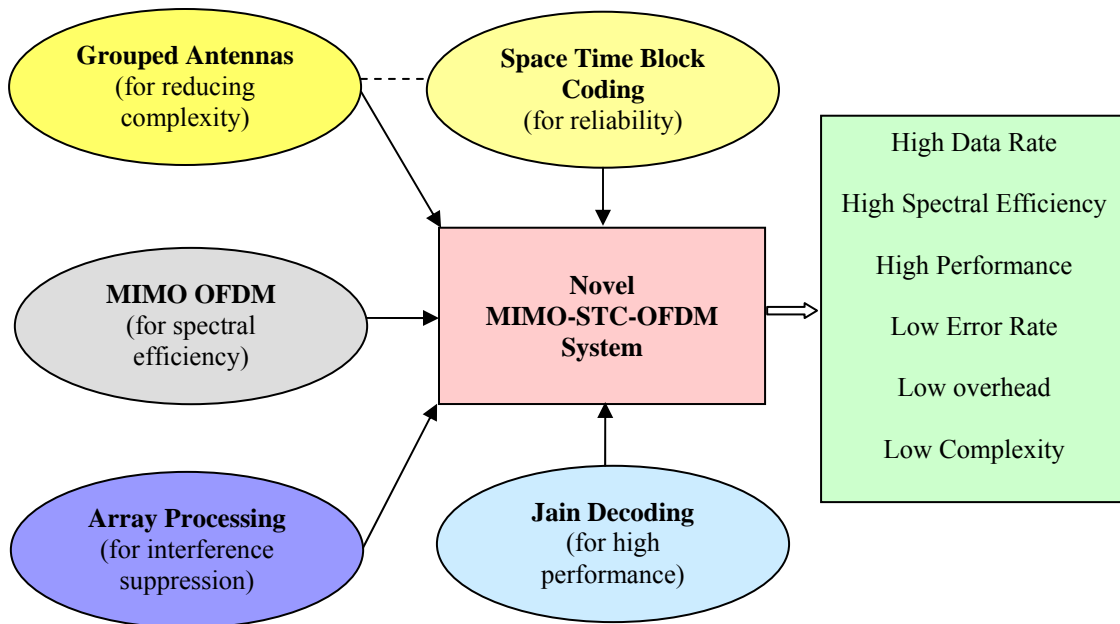 Grouped Antennas
(for reducing
complexity)
Space Time Block
Coding
(for reliability)
MIMO OFDM
(for spectral
efficiency)
Novel
MIMO-STC-OFDM
System
Array Processing
(for interference
suppression)
Jain Decoding
(for high
performance)
High Data Rate
High Spectral Efficiency
High Performance
Low Error Rate
Low overhead
Low Complexity